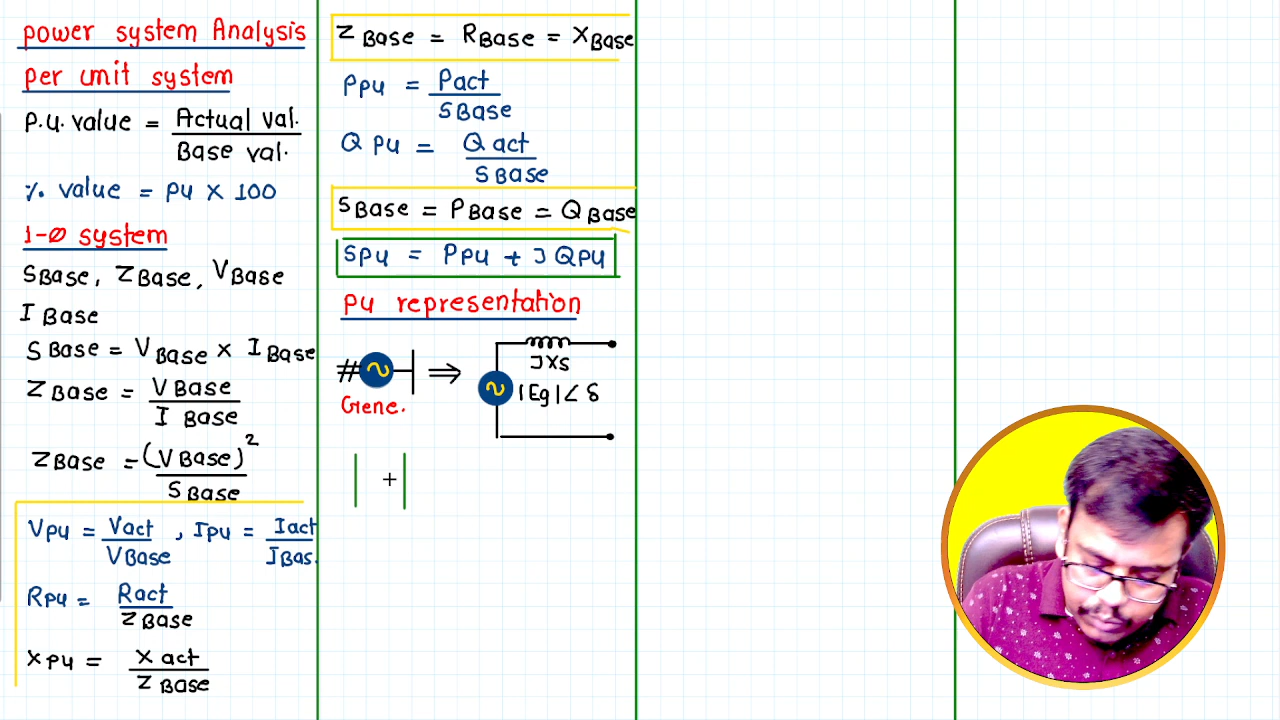 power system Analysis
per unit system
P.U. value = Actual val. / Base val.
% value = PU × 100
1-Ø system
SBase, ZBase, VBase
IBase
SBase = VBase × IBase
ZBase = VBase / IBase
ZBase = (VBase)² / SBase
VPU = Vact / VBase , IPU = Iact / IBas.
RPU = Ract / ZBase
XPU = Xact / ZBase
ZBase = RBase = XBase
PPU = Pact / SBase
QPU = Qact / SBase
SBase = PBase = QBase
SPU = PPU + JQPU
PU representation
# ~ ⇒
JXS
~ |Eg|∠δ
Gene.